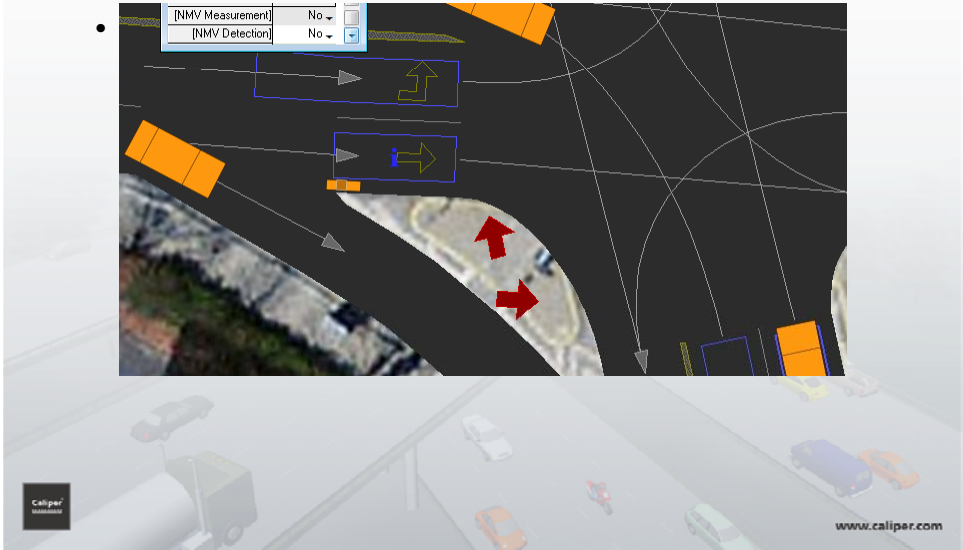 [NMV Measurement] No
[NMV Detection] No
i
Caliper
www.caliper.com